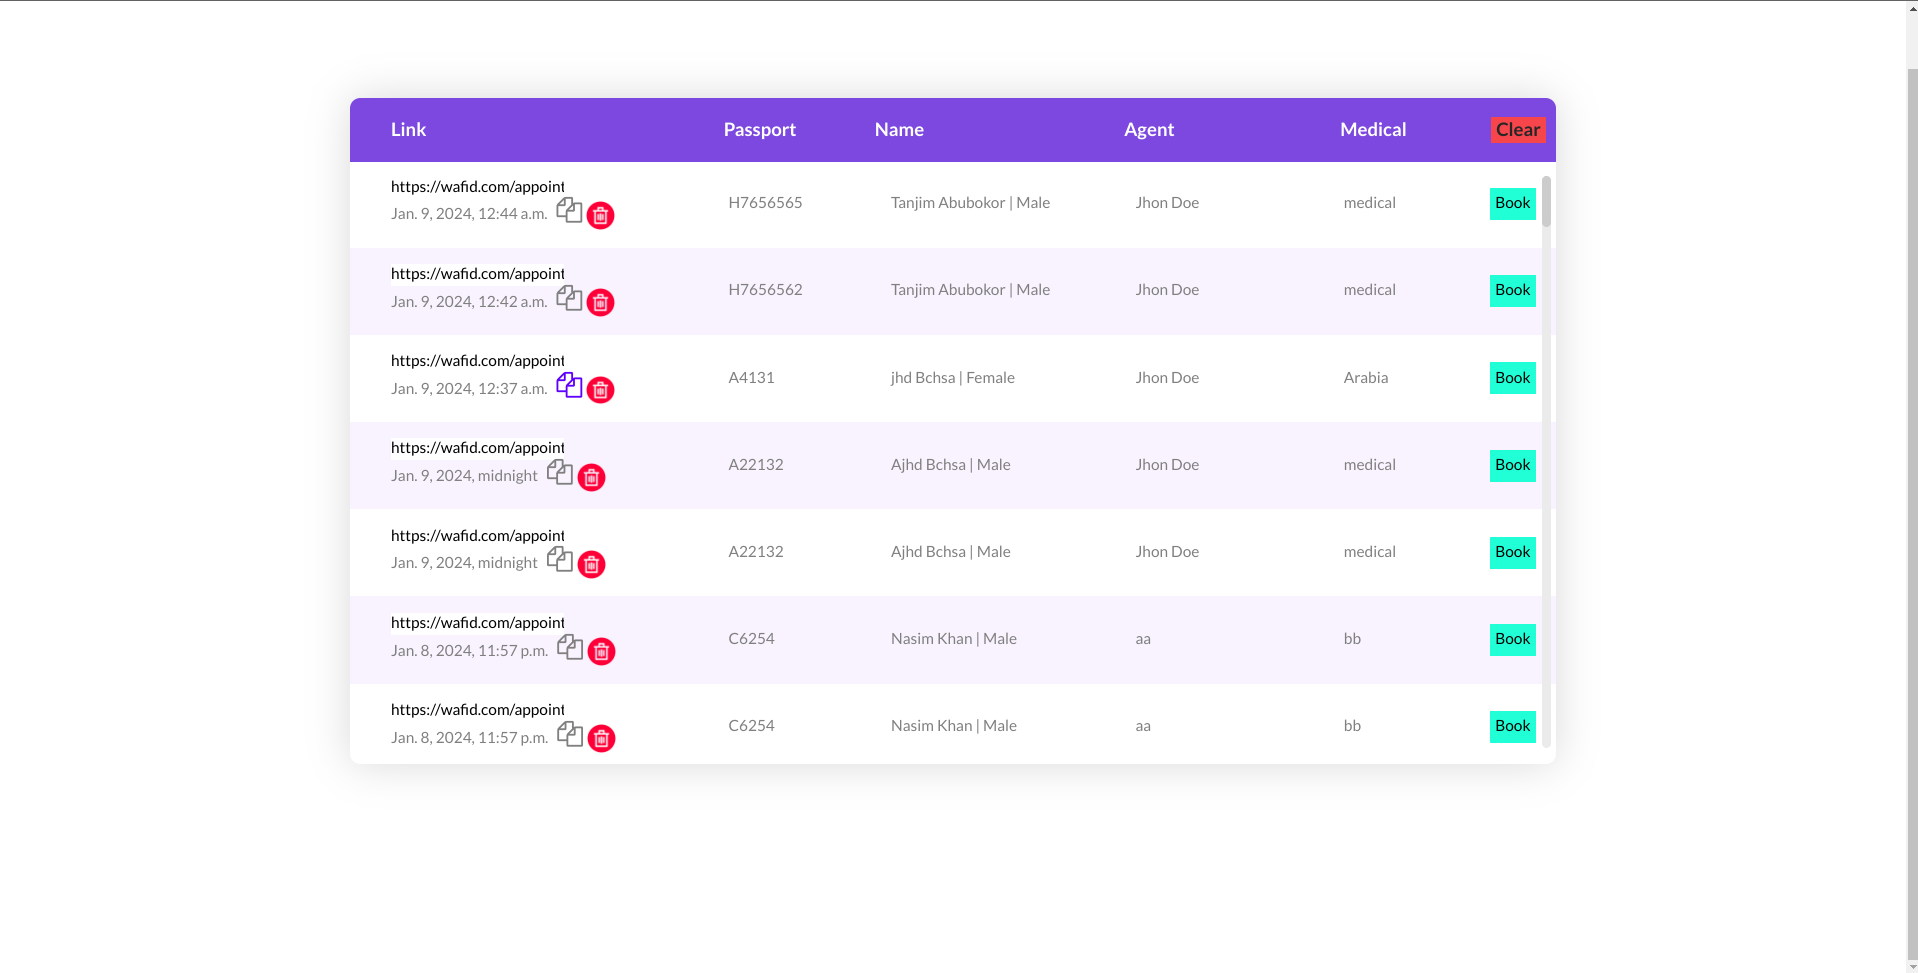 Link Passport Name Agent Medical Clear
https://wafid.com/appoint
Jan. 9, 2024, 12:44 a.m. H7656565 Tanjim Abubokor | Male Jhon Doe medical Book
https://wafid.com/appoint
Jan. 9, 2024, 12:42 a.m. H7656562 Tanjim Abubokor | Male Jhon Doe medical Book
https://wafid.com/appoint
Jan. 9, 2024, 12:37 a.m. A4131 jhd Bchsa | Female Jhon Doe Arabia Book
https://wafid.com/appoint
Jan. 9, 2024, midnight A22132 Ajhd Bchsa | Male Jhon Doe medical Book
https://wafid.com/appoint
Jan. 9, 2024, midnight A22132 Ajhd Bchsa | Male Jhon Doe medical Book
https://wafid.com/appoint
Jan. 8, 2024, 11:57 p.m. C6254 Nasim Khan | Male aa bb Book
https://wafid.com/appoint
Jan. 8, 2024, 11:57 p.m. C6254 Nasim Khan | Male aa bb Book